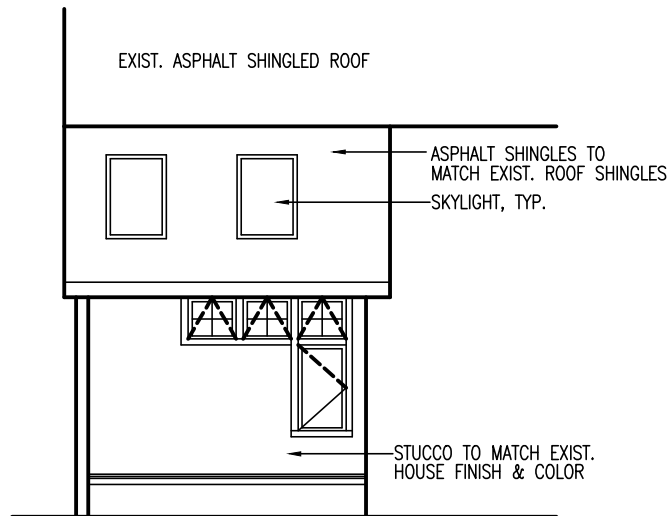 EXIST. ASPHALT SHINGLED ROOF
ASPHALT SHINGLES TO
MATCH EXIST. ROOF SHINGLES
SKYLIGHT, TYP.
STUCCO TO MATCH EXIST.
HOUSE FINISH & COLOR